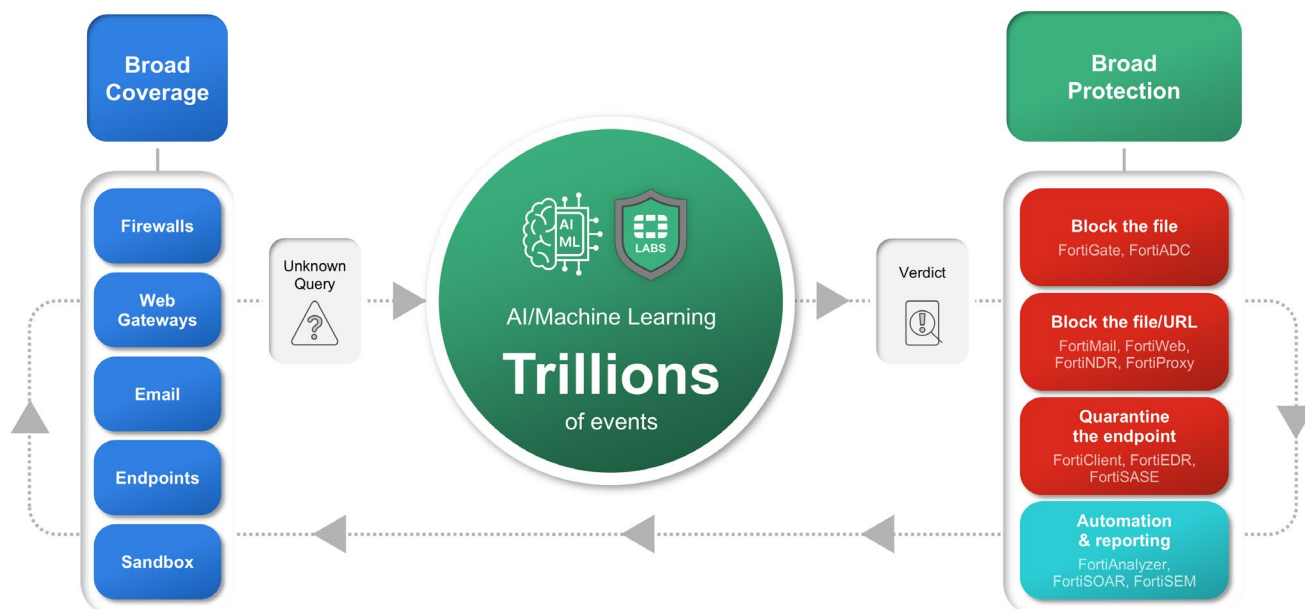 Broad
Coverage
Firewalls
Web
Gateways
Email
Endpoints
Sandbox
Unknown
Query
?
AI
ML
LABS
AI/Machine Learning
Trillions
of events
Verdict
!
Broad
Protection
Block the file
FortiGate, FortiADC
Block the file/URL
FortiMail, FortiWeb,
FortiNDR, FortiProxy
Quarantine
the endpoint
FortiClient, FortiEDR,
FortiSASE
Automation
& reporting
FortiAnalyzer,
FortiSOAR, FortiSEM